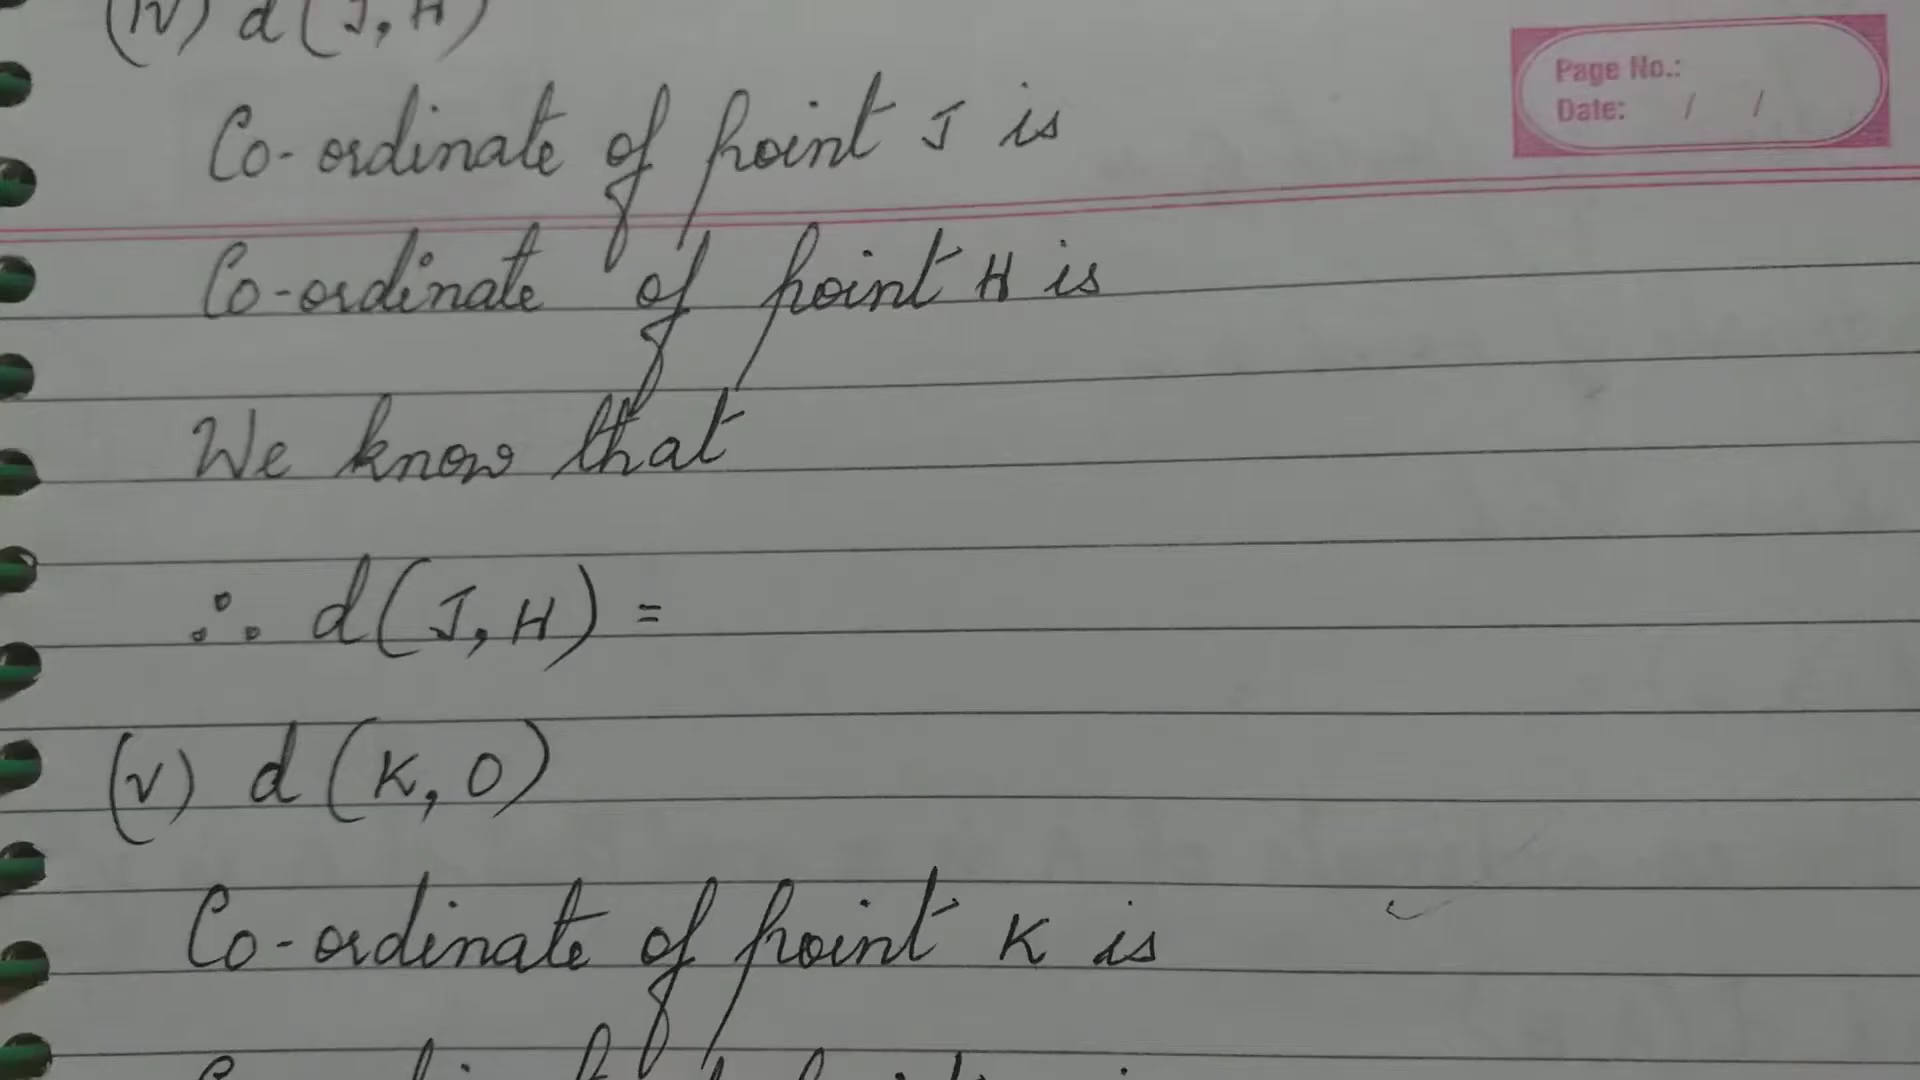 (iv) d(J, H)
Page No.:
Date: / /
Co-ordinate of point J is
Co-ordinate of point H is
We know that
∴ d(J, H) =
(v) d(K, O)
Co-ordinate of point K is